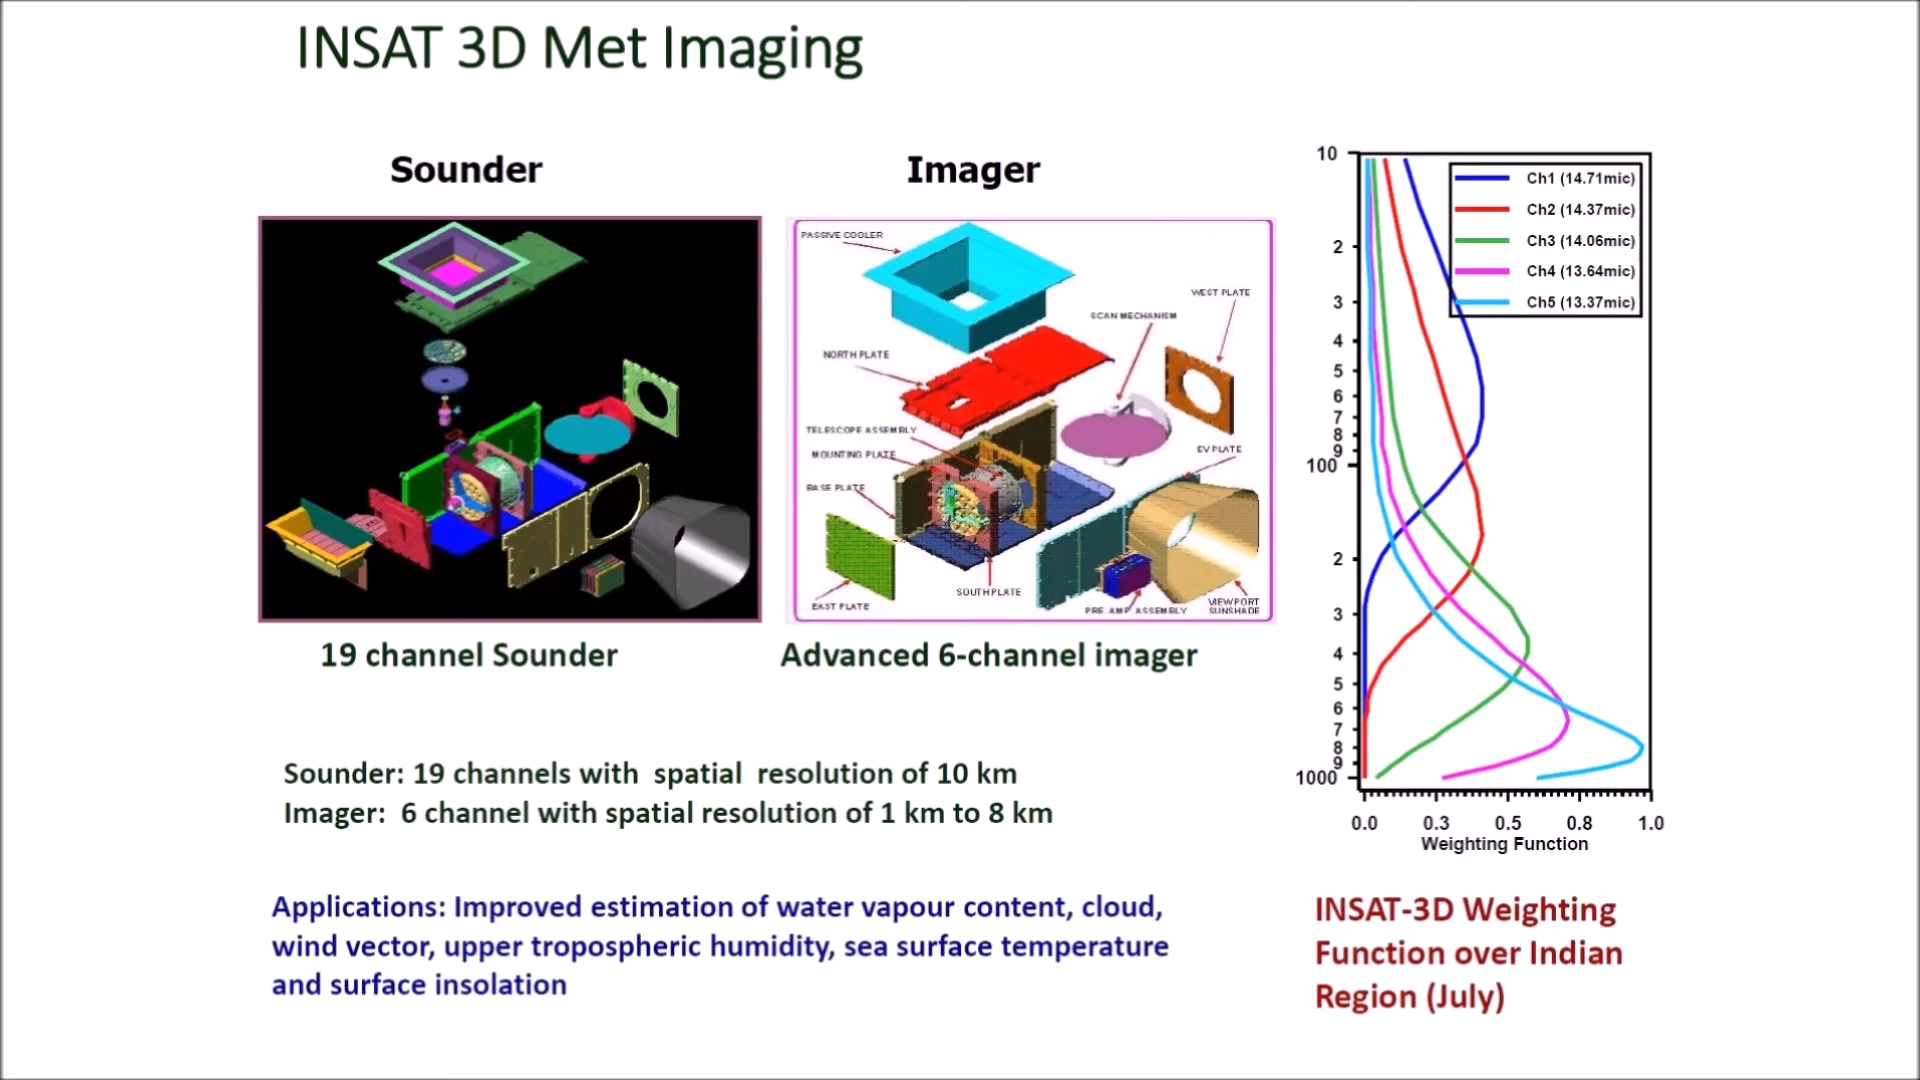 INSAT 3D Met Imaging
Sounder
Imager
PASSIVE COOLER
WEST PLATE
SCAN MECHANISM
NORTH PLATE
TELESCOPE ASSEMBLY
MOUNTING PLATE
EV PLATE
BASE PLATE
SOUTH PLATE
EAST PLATE
PRE AMP ASSEMBLY
VIEW PORT
SUNSHADE
19 channel Sounder
Advanced 6-channel imager
Sounder: 19 channels with spatial resolution of 10 km
Imager: 6 channel with spatial resolution of 1 km to 8 km
Applications: Improved estimation of water vapour content, cloud,
wind vector, upper tropospheric humidity, sea surface temperature
and surface insolation
10
2
3
4
5
6
7
8
9
100
2
3
4
5
6
7
8
9
1000
Ch1 (14.71mic)
Ch2 (14.37mic)
Ch3 (14.06mic)
Ch4 (13.64mic)
Ch5 (13.37mic)
0.0 0.3 0.5 0.8 1.0
Weighting Function
INSAT-3D Weighting
Function over Indian
Region (July)